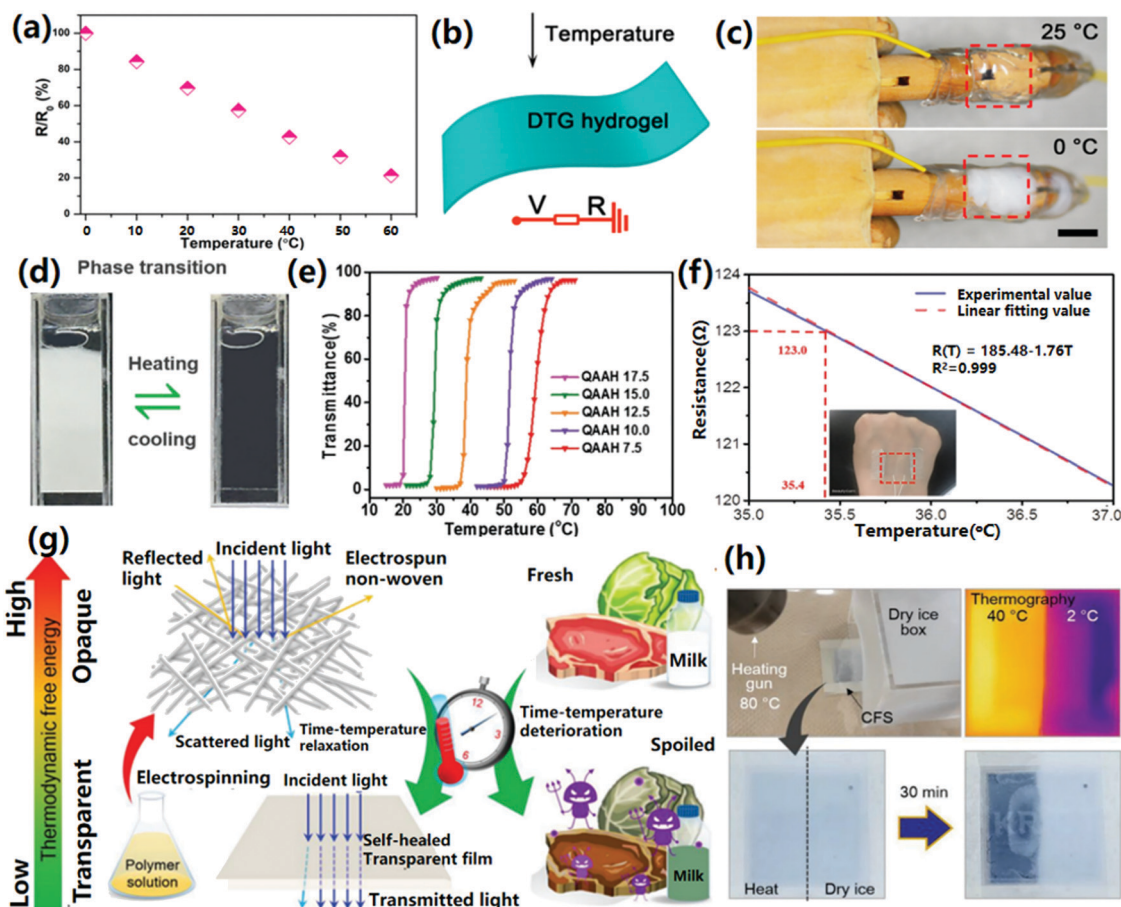 (a)
100
80
60
40
20
0
R/R0 (%)
0 10 20 30 40 50 60
Temperature (°C)
(b)
Temperature
DTG hydrogel
V R
(c)
25 °C
0 °C
(d)
Phase transition
Heating
cooling
(e)
100
80
60
40
20
0
Transmittance(%)
QAAH 17.5
QAAH 15.0
QAAH 12.5
QAAH 10.0
QAAH 7.5
10 20 30 40 50 60 70 80
Temperature (°C)
(f)
124
123
122
121
120
Resistance(Ω)
Experimental value
Linear fitting value
R(T) = 185.48-1.76T
R²=0.999
123.0
35.4
35.0 35.5 36.0 36.5 37.0
Temperature(°C)
(g)
High
Low
Thermodynamic free energy
Opaque
Transparent
Reflected
light
Incident light
Electrospun
non-woven
Scattered light
Time-temperature
relaxation
Electrospinning
Polymer
solution
Incident light
Self-healed
Transparent film
Transmitted light
12
3
6
Time-temperature
deterioration
Fresh
Milk
Spoiled
Milk
(h)
Heating
gun
80 °C
Dry ice
box
CFS
Thermography
40 °C 2 °C
Heat Dry ice
30 min